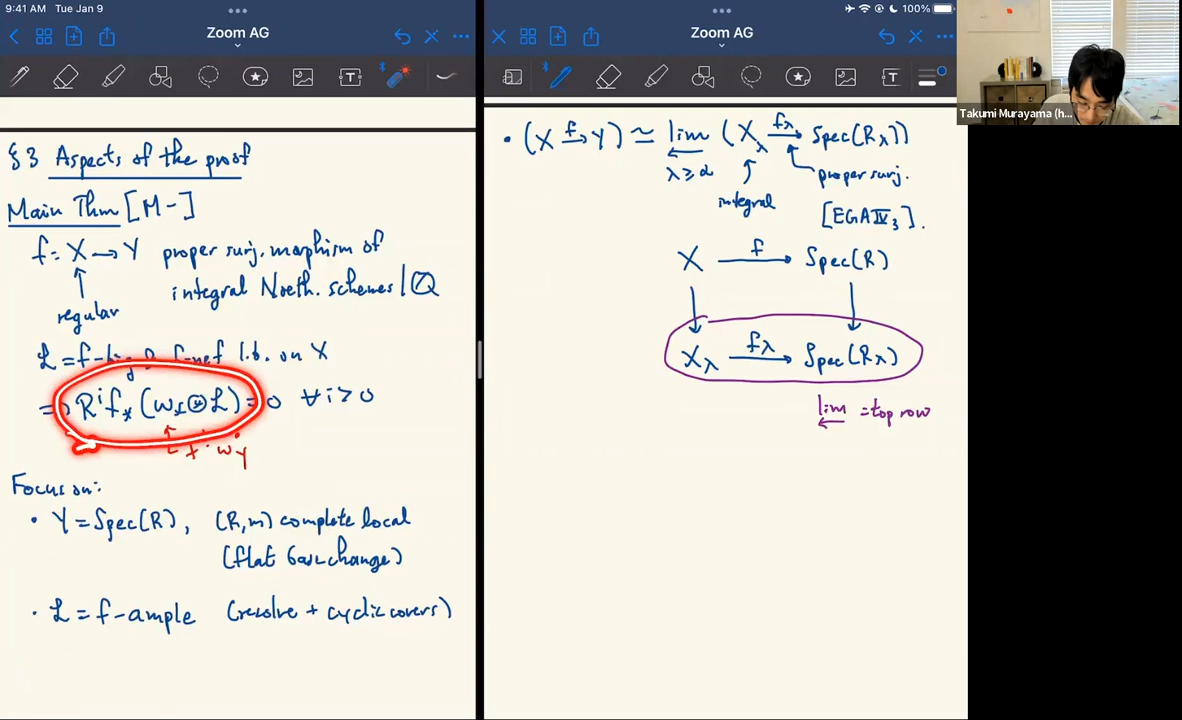 9:41 AM Tue Jan 9
100%
Zoom AG
Zoom AG
Takumi Murayama (h...
§3 Aspects of the proof
Main Thm [M-]
f: X → Y proper surj. morphism of
integral Noeth. schemes / Q
regular
L = f-big & f-nef l.b. on X
⇒ Rⁱf_*(ω_X ⊗ L) = 0 ∀ i > 0
Focus on:
• Y = Spec(R), (R,m) complete local
(flat base change)
• L = f-ample (resolve + cyclic covers)
• (X →f Y) ≃ lim ← (X_λ →f_λ Spec(R_λ))
λ ≥ α
integral
proper surj.
[EGA IV₃].
X →f Spec(R)
X_λ →f_λ Spec(R_λ)
lim ← = top row